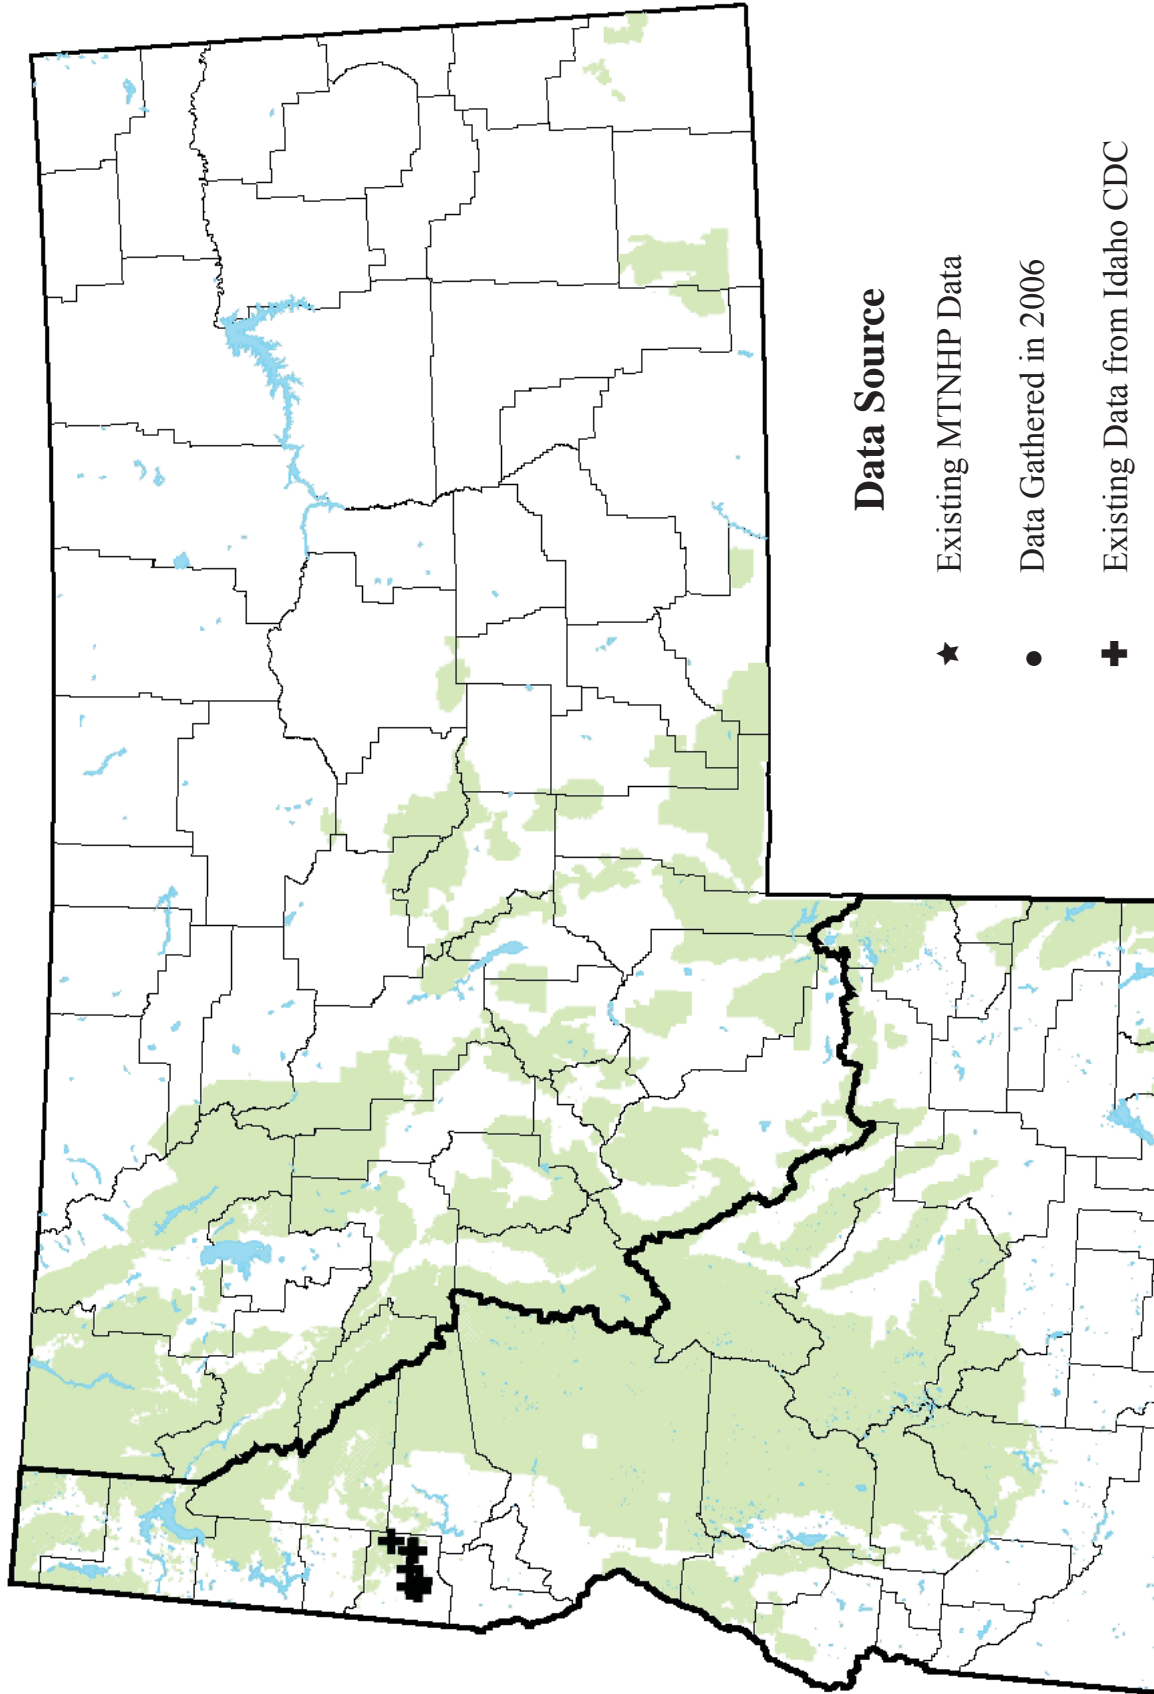 Data Source
Existing MTNHP Data
Data Gathered in 2006
Existing Data from Idaho CDC